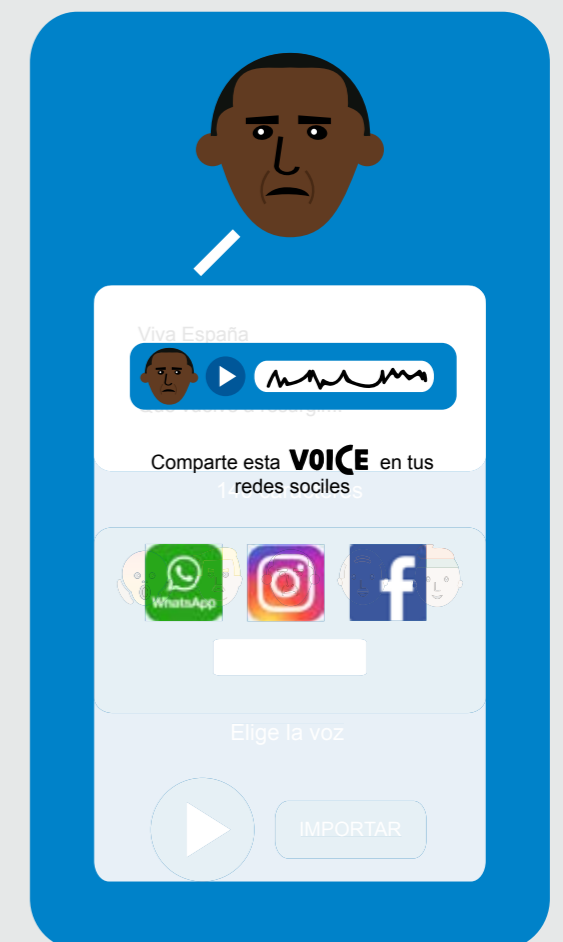 Viva España
Comparte esta VOICE en tus
redes sociles
WhatsApp
Elige la voz
IMPORTAR